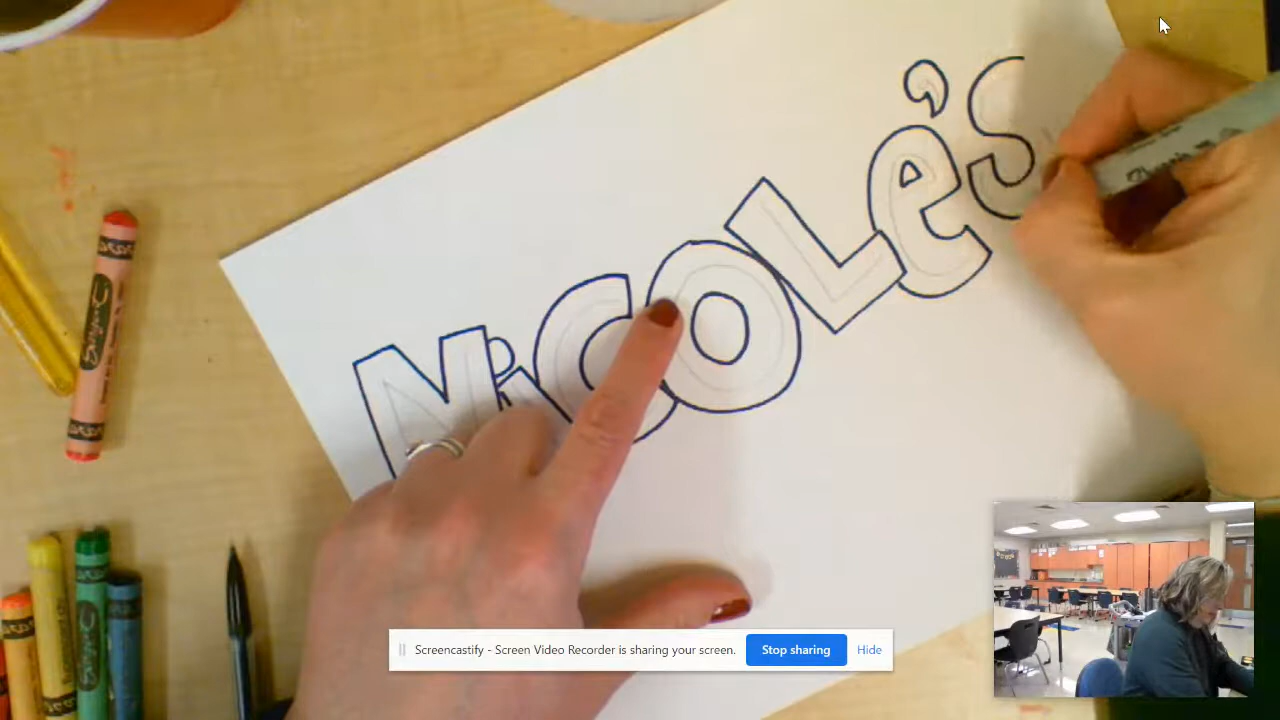 NiCOLe's
Screencastify - Screen Video Recorder is sharing your screen.
Stop sharing
Hide